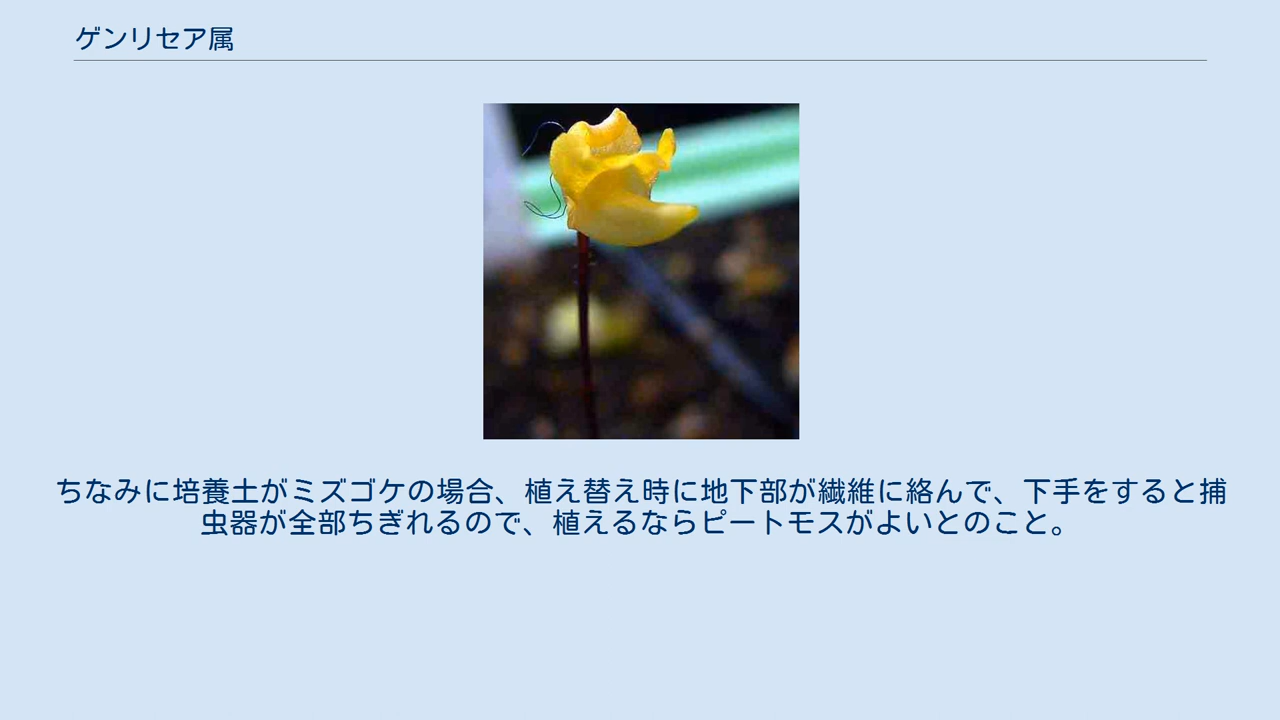 ゲンリセア属
ちなみに培養土がミズゴケの場合、植え替え時に地下部が繊維に絡んで、下手をすると捕
虫器が全部ちぎれるので、植えるならピートモスがよいとのこと。